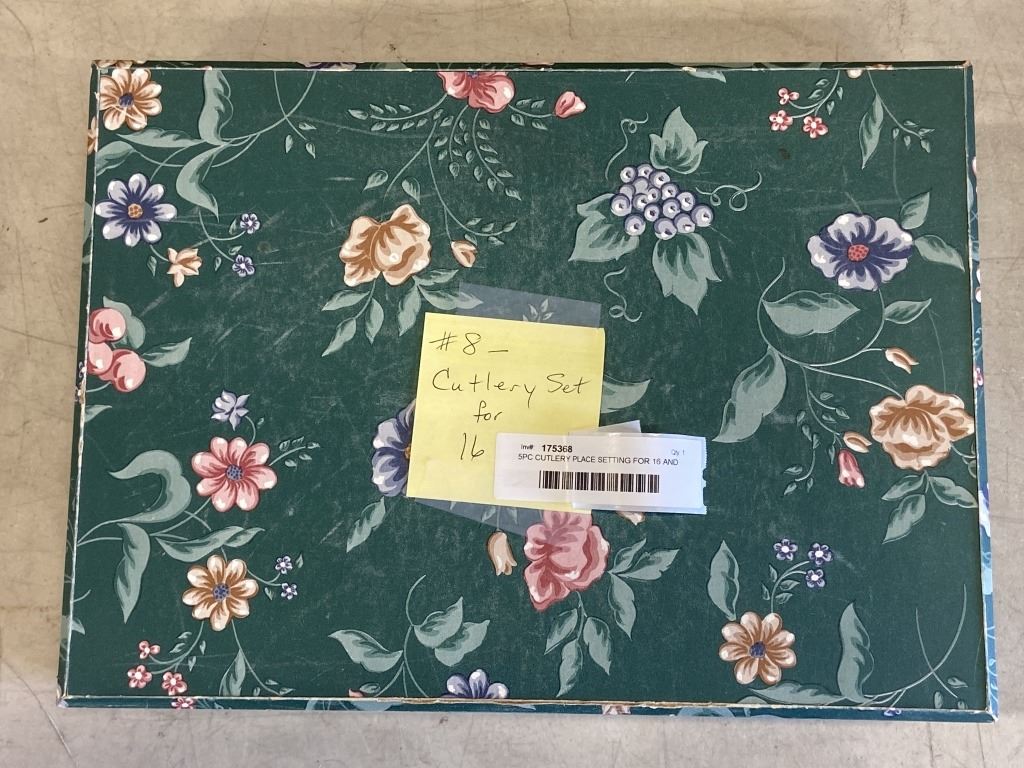 #8 –
Cutlery Set
for
16
Inv# 175368 Qty 1
5PC CUTLERY PLACE SETTING FOR 16 AND